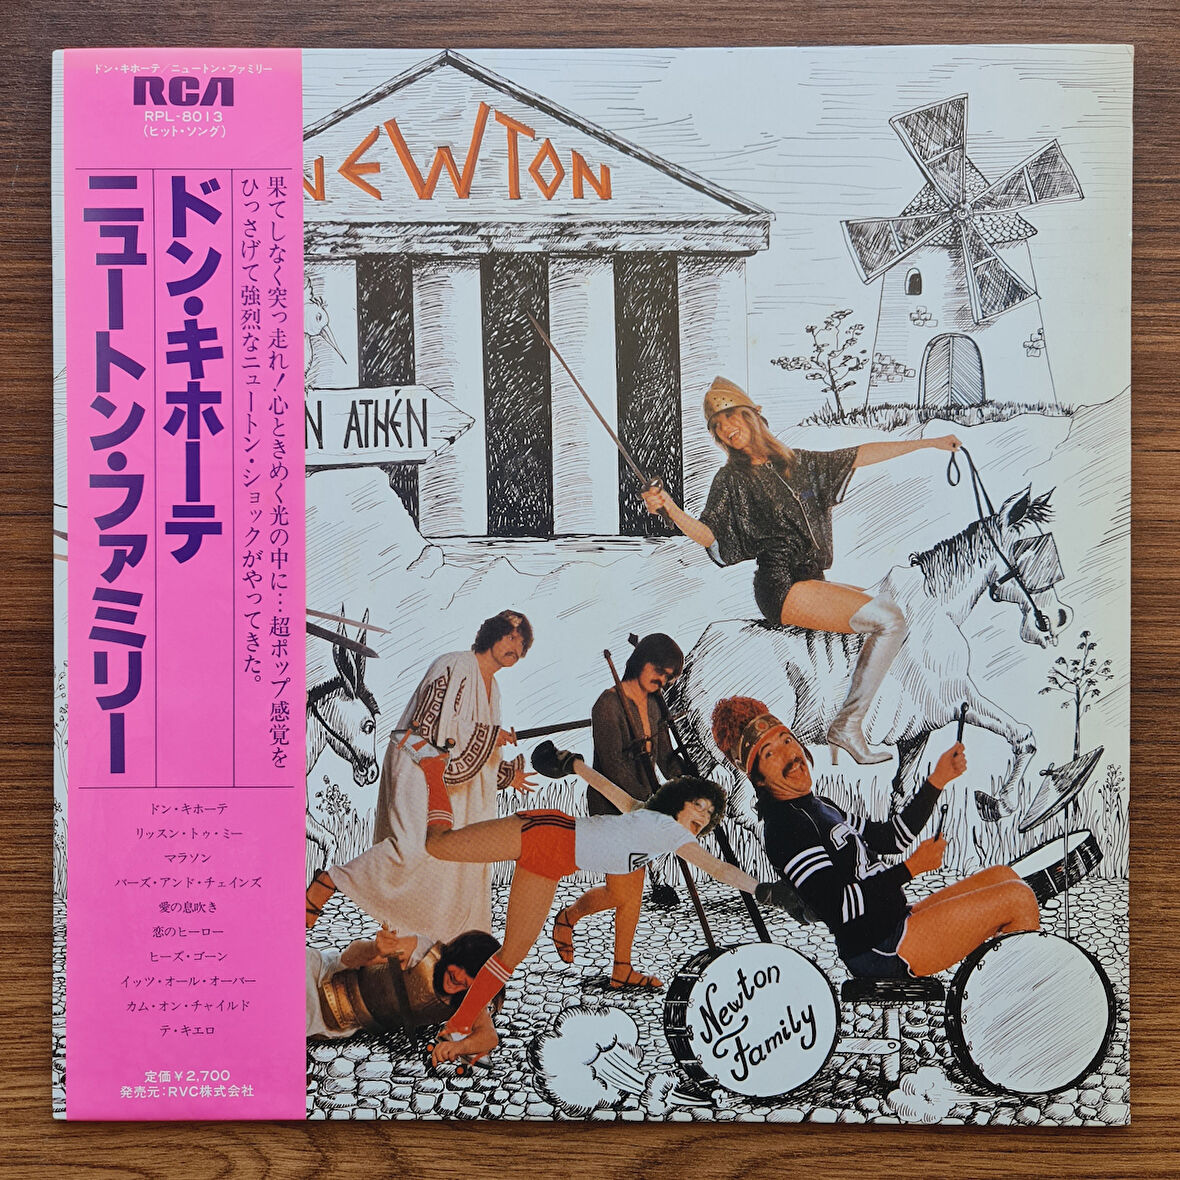 ドン・キホーテ/ニュートン・ファミリー
RCA
RPL-8013
(ヒット・ソング)
果てしなく突っ走れ!心ときめく光の中に…超ポップ感覚を
ひっさげて強烈なニュートン・ショックがやってきた。
ドン・キホーテ
ニュートン・ファミリー
ドン・キホーテ
リッスン・トゥ・ミー
マラソン
バーズ・アンド・チェインズ
愛の息吹き
恋のヒーロー
ヒーズ・ゴーン
イッツ・オール・オーバー
カム・オン・チャイルド
テ・キエロ
定価¥2,700
発売元:RVC株式会社
NEWTON
N ATHÉN
Newton
Family